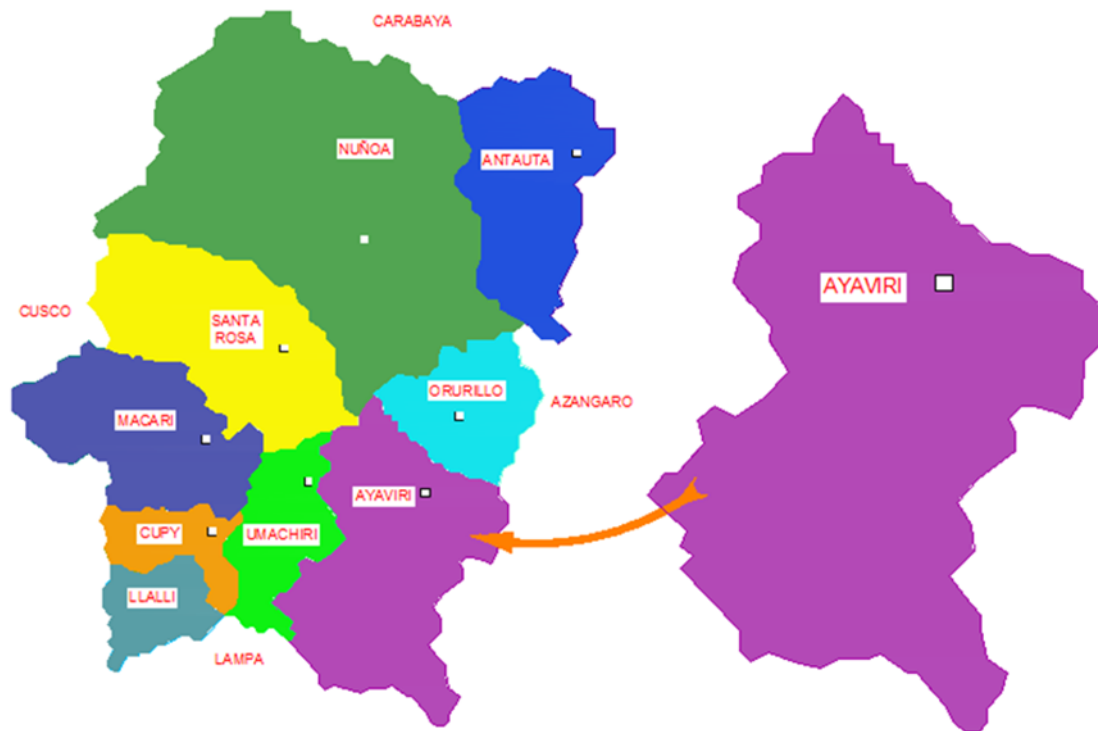 CARABAYA
NUÑOA
ANTAUTA
AYAVIRI
CUSCO
SANTA
ROSA
ORURILLO
AZANGARO
MACARI
AYAVIRI
CUPY
UMACHIRI
LLALLI
LAMPA